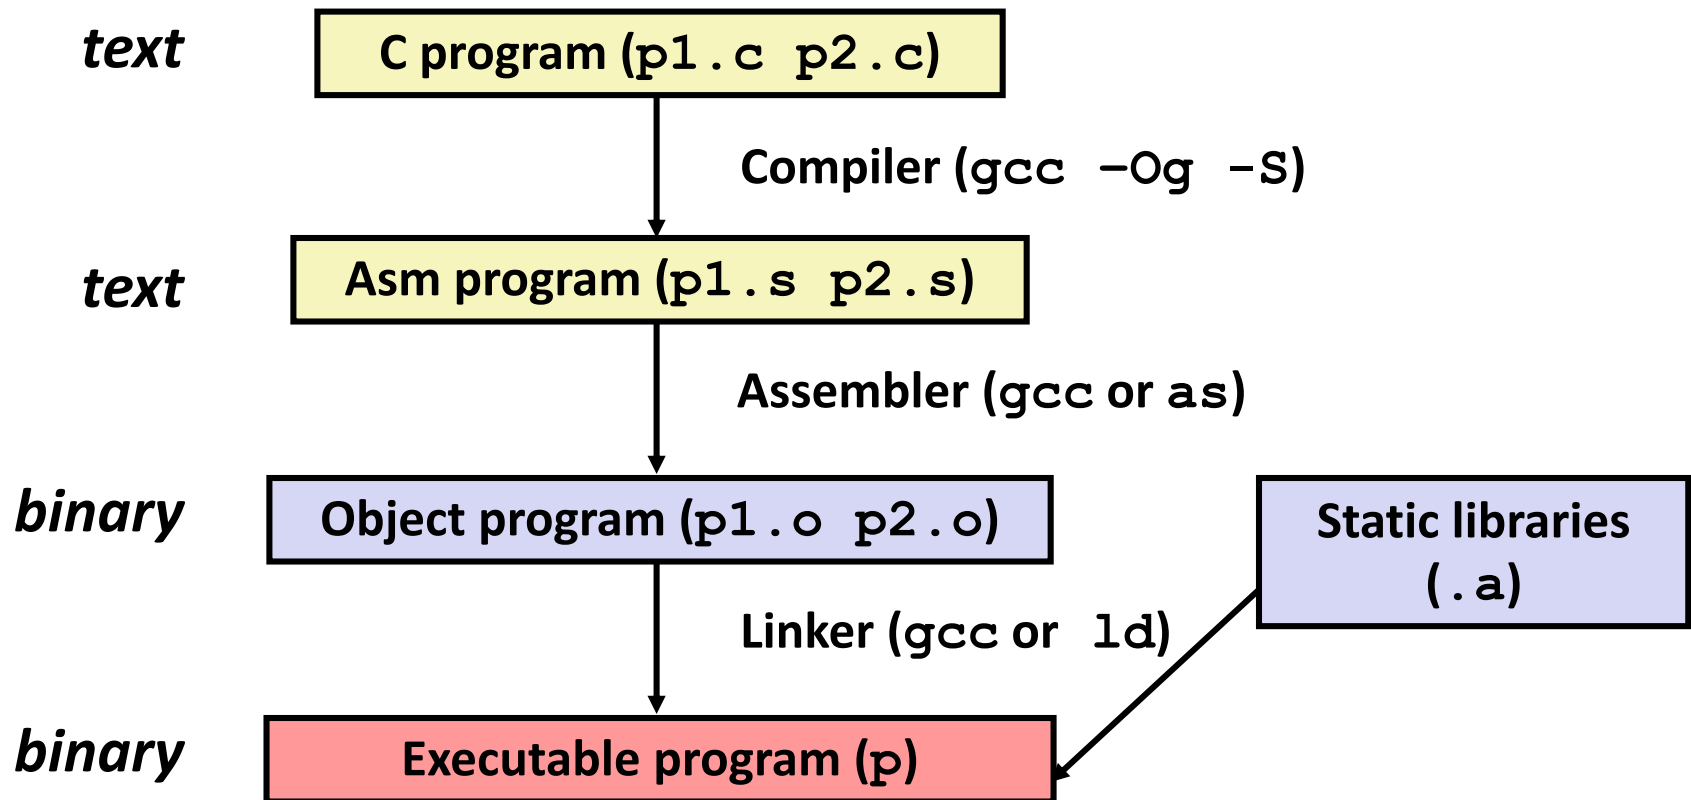 text
C program (p1.c p2.c)
Compiler (gcc –Og -S)
text
Asm program (p1.s p2.s)
Assembler (gcc or as)
binary
Object program (p1.o p2.o)
Static libraries
(.a)
Linker (gcc or ld)
binary
Executable program (p)